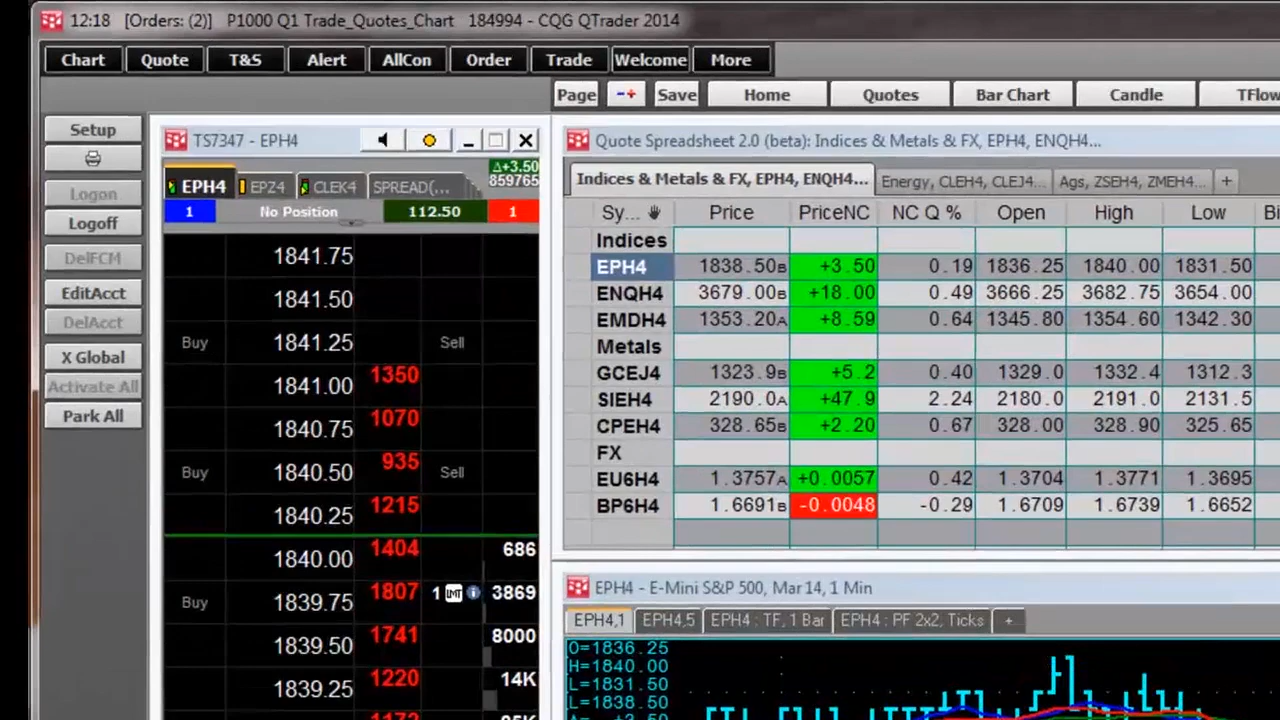 12:18 [Orders: (2)] P1000 Q1 Trade_Quotes_Chart 184994 - CQG QTrader 2014
Chart Quote T&S Alert AllCon Order Trade Welcome More
Page -+ Save Home Quotes Bar Chart Candle TFlow
Setup
Logon
Logoff
DelFCM
EditAcct
DelAcct
X Global
Activate All
Park All
TS7347 - EPH4
EPH4 EPZ4 CLEK4 SPREAD(... Δ+3.50
859765
1 No Position 112.50 1
1841.75
1841.50
Buy 1841.25 Sell
1841.00 1350
1840.75 1070
Buy 1840.50 935 Sell
1840.25 1215
1840.00 1404 686
Buy 1839.75 1807 1 LMT i 3869
1839.50 1741 8000
1839.25 1220 14K
Quote Spreadsheet 2.0 (beta): Indices & Metals & FX, EPH4, ENQH4...
Indices & Metals & FX, EPH4, ENQH4... Energy, CLEH4, CLEJ4... Ags, ZSEH4, ZMEH4... +
Sy... Price PriceNC NC Q % Open High Low
Indices
EPH4 1838.50B +3.50 0.19 1836.25 1840.00 1831.50
ENQH4 3679.00B +18.00 0.49 3666.25 3682.75 3654.00
EMDH4 1353.20A +8.59 0.64 1345.80 1354.60 1342.30
Metals
GCEJ4 1323.9B +5.2 0.40 1329.0 1332.4 1312.3
SIEH4 2190.0A +47.9 2.24 2180.0 2191.0 2131.5
CPEH4 328.65B +2.20 0.67 328.00 328.90 325.65
FX
EU6H4 1.3757A +0.0057 0.42 1.3704 1.3771 1.3695
BP6H4 1.6691B -0.0048 -0.29 1.6709 1.6739 1.6652
EPH4 - E-Mini S&P 500, Mar 14, 1 Min
EPH4,1 EPH4,5 EPH4 : TF, 1 Bar EPH4 : PF 2x2, Ticks +
O=1836.25
H=1840.00
L=1831.50
L=1838.50